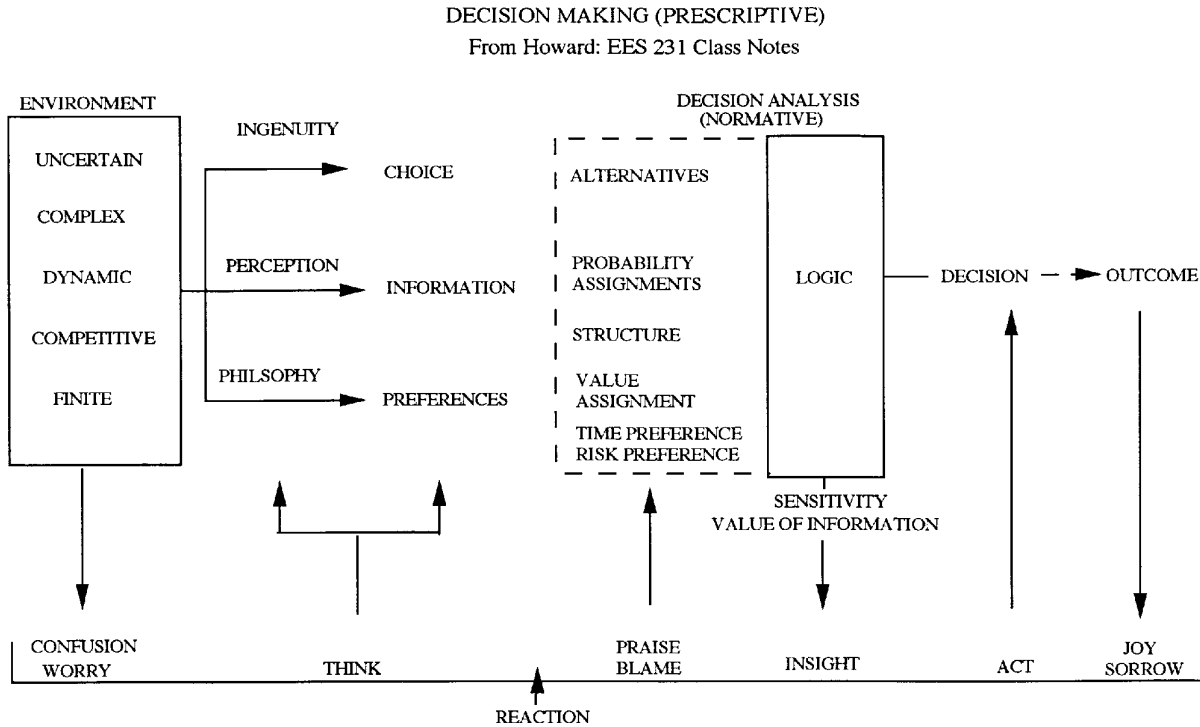 DECISION MAKING (PRESCRIPTIVE)
From Howard: EES 231 Class Notes
ENVIRONMENT
UNCERTAIN
COMPLEX
DYNAMIC
COMPETITIVE
FINITE
INGENUITY
CHOICE
PERCEPTION
INFORMATION
PHILSOPHY
PREFERENCES
DECISION ANALYSIS
(NORMATIVE)
ALTERNATIVES
PROBABILITY
ASSIGNMENTS
STRUCTURE
VALUE
ASSIGNMENT
TIME PREFERENCE
RISK PREFERENCE
LOGIC
DECISION
OUTCOME
SENSITIVITY
VALUE OF INFORMATION
CONFUSION
WORRY
THINK
PRAISE
BLAME
INSIGHT
ACT
JOY
SORROW
REACTION